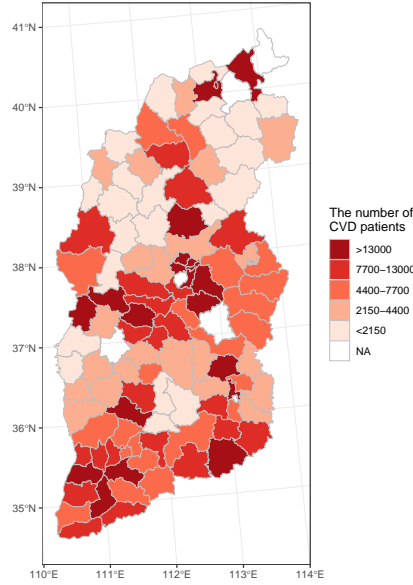 41°N
40°N
39°N
38°N
37°N
36°N
35°N
110°E 111°E 112°E 113°E 114°E
The number of
CVD patients
>13000
7700−13000
4400−7700
2150−4400
<2150
NA